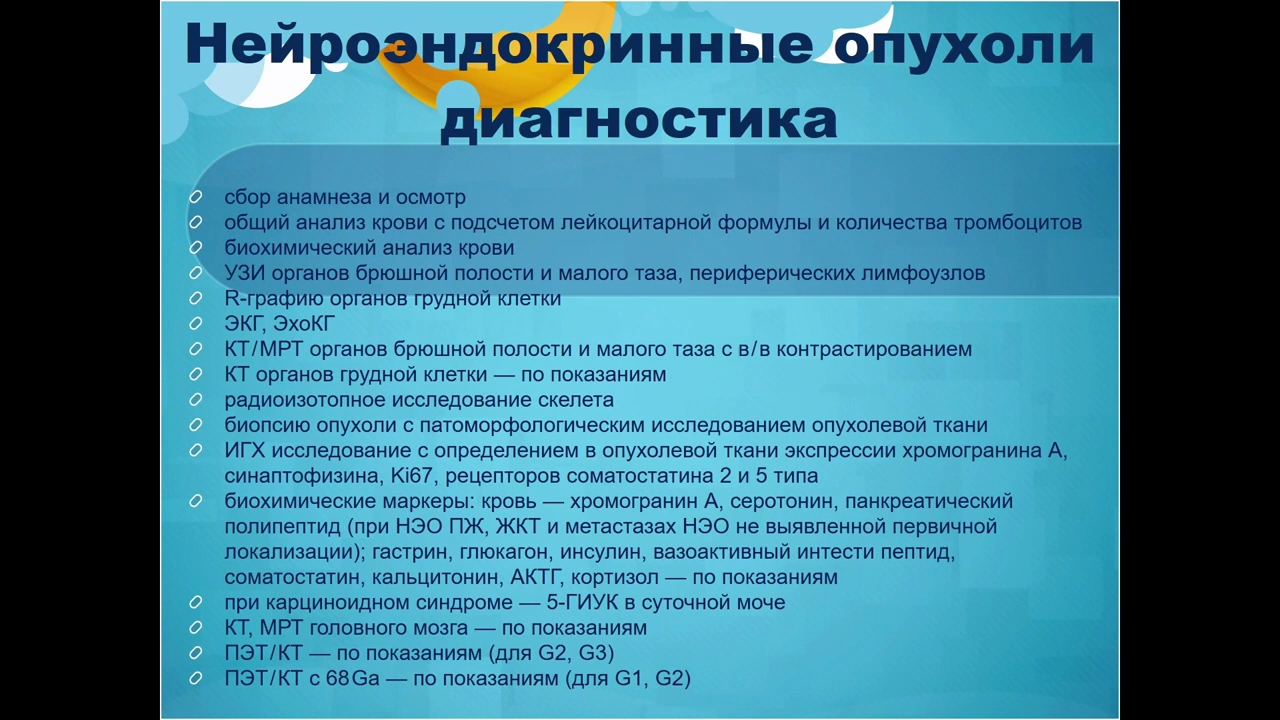 Нейроэндокринные опухоли
диагностика
сбор анамнеза и осмотр
общий анализ крови с подсчетом лейкоцитарной формулы и количества тромбоцитов
биохимический анализ крови
УЗИ органов брюшной полости и малого таза, периферических лимфоузлов
R-графию органов грудной клетки
ЭКГ, ЭхоКГ
КТ/МРТ органов брюшной полости и малого таза с в/в контрастированием
КТ органов грудной клетки — по показаниям
радиоизотопное исследование скелета
биопсию опухоли с патоморфологическим исследованием опухолевой ткани
ИГХ исследование с определением в опухолевой ткани экспрессии хромогранина А,
синаптофизина, Ki67, рецепторов соматостатина 2 и 5 типа
биохимические маркеры: кровь — хромогранин А, серотонин, панкреатический
полипептид (при НЭО ПЖ, ЖКТ и метастазах НЭО не выявленной первичной
локализации); гастрин, глюкагон, инсулин, вазоактивный интести пептид,
соматостатин, кальцитонин, АКТГ, кортизол — по показаниям
при карциноидном синдроме — 5-ГИУК в суточной моче
КТ, МРТ головного мозга — по показаниям
ПЭТ/КТ — по показаниям (для G2, G3)
ПЭТ/КТ с 68Ga — по показаниям (для G1, G2)